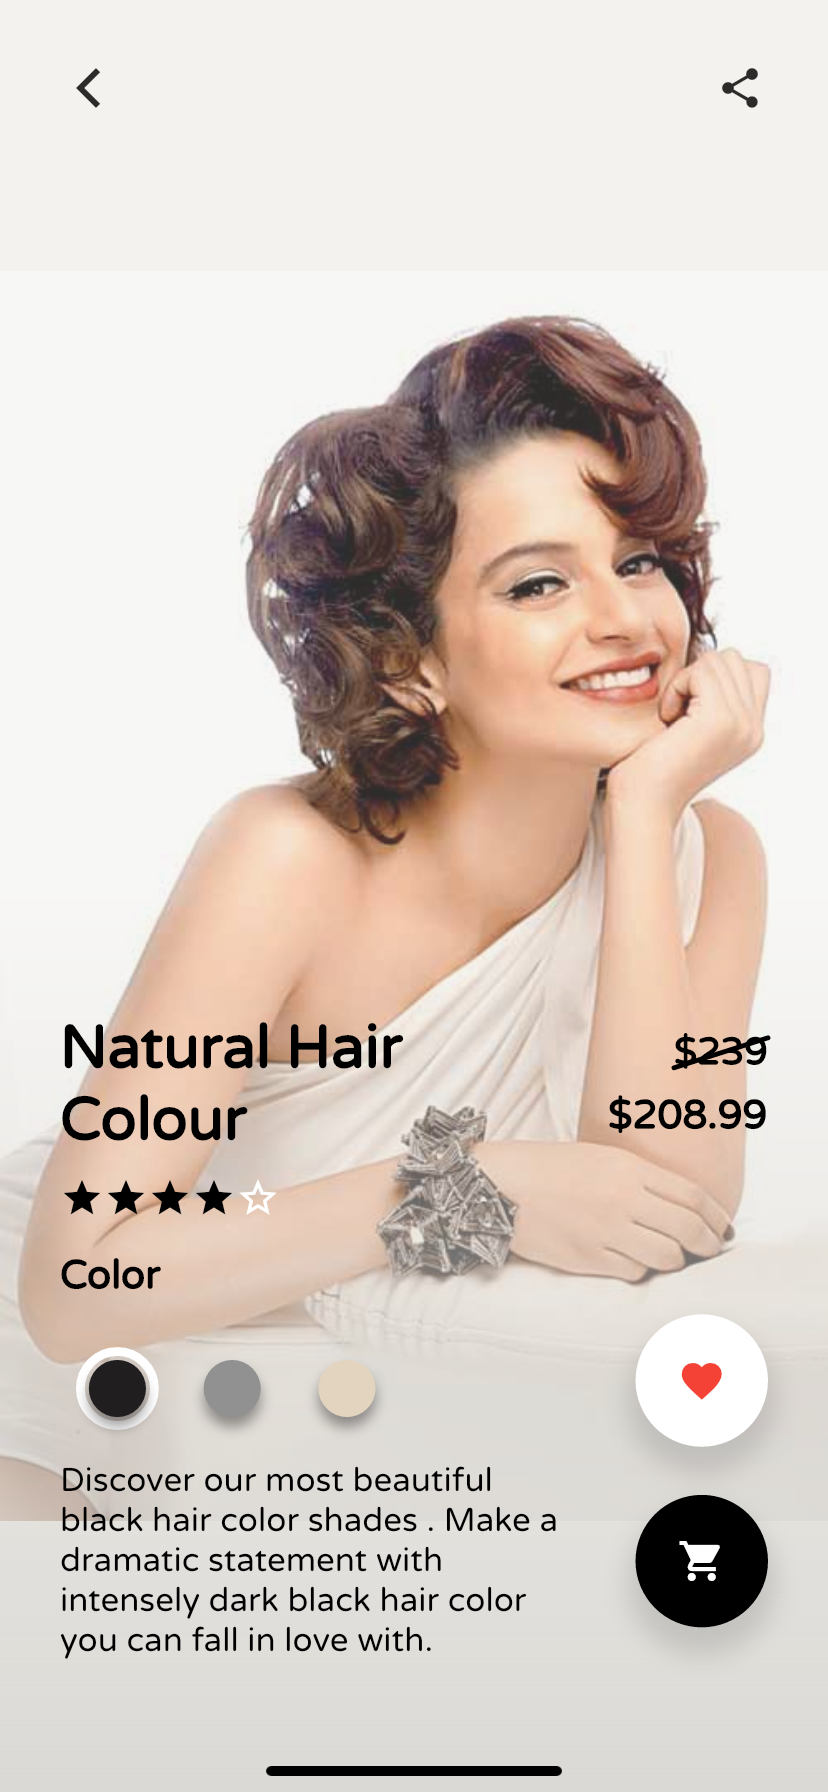 Natural Hair
Colour
$239
$208.99
Color
Discover our most beautiful
black hair color shades . Make a
dramatic statement with
intensely dark black hair color
you can fall in love with.